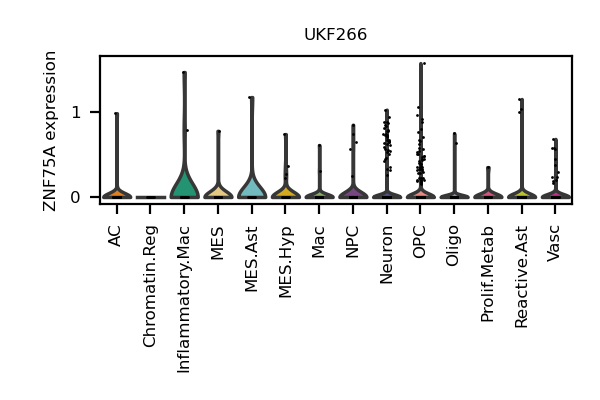 UKF266
ZNF75A expression
1
0
AC
Chromatin.Reg
Inflammatory.Mac
MES
MES.Ast
MES.Hyp
Mac
NPC
Neuron
OPC
Oligo
Prolif.Metab
Reactive.Ast
Vasc